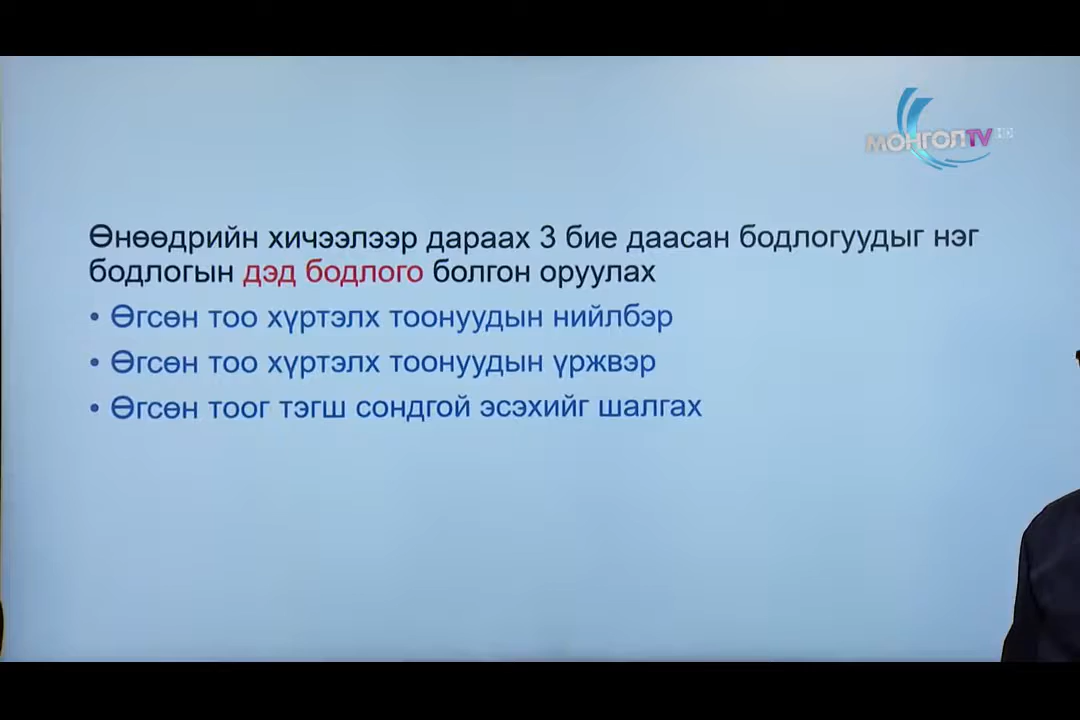 МОНГОЛ TV
Өнөөдрийн хичээлээр дараах 3 бие даасан бодлогуудыг нэг
бодлогын дэд бодлого болгон оруулах
• Өгсөн тоо хүртэлх тоонуудын нийлбэр
• Өгсөн тоо хүртэлх тоонуудын үржвэр
• Өгсөн тоог тэгш сондгой эсэхийг шалгах